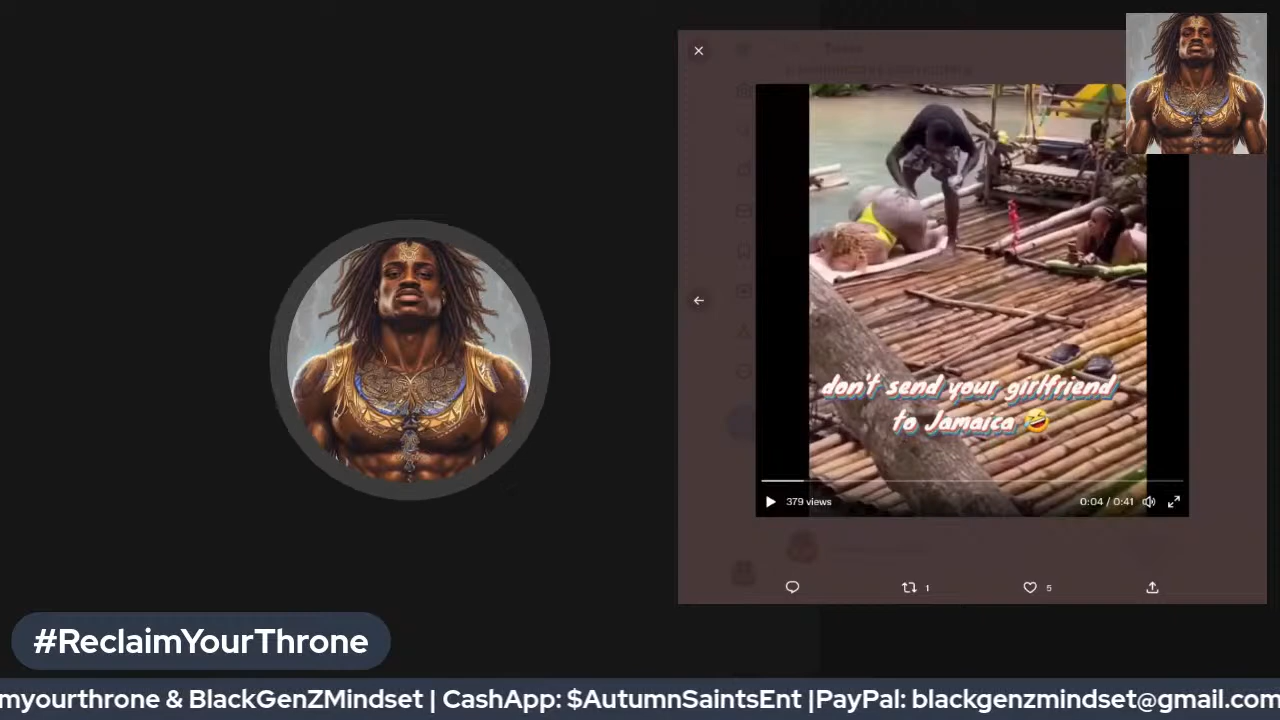 don't send your girlfriend
to Jamaica 🤣
379 views
0:04 / 0:41
1
5
#ReclaimYourThrone
myourthrone & BlackGenZMindset | CashApp: $AutumnSaintsEnt |PayPal: blackgenzmindset@gmail.com